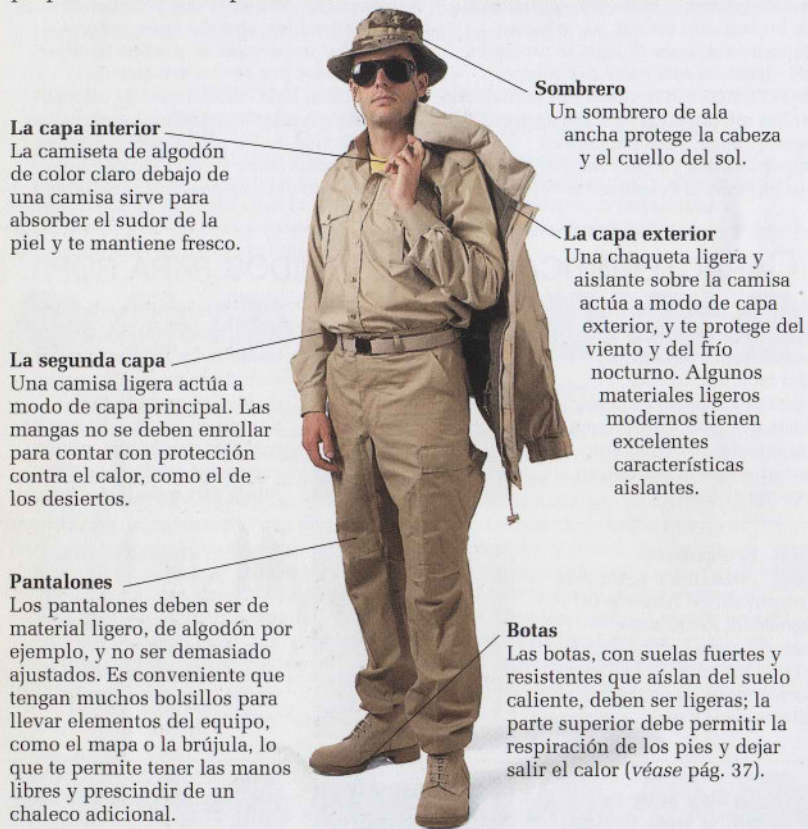 La capa interior
La camiseta de algodón
de color claro debajo de
una camisa sirve para
absorber el sudor de la
piel y te mantiene fresco.
La segunda capa
Una camisa ligera actúa a
modo de capa principal. Las
mangas no se deben enrollar
para contar con protección
contra el calor, como el de
los desiertos.
Pantalones
Los pantalones deben ser de
material ligero, de algodón por
ejemplo, y no ser demasiado
ajustados. Es conveniente que
tengan muchos bolsillos para
llevar elementos del equipo,
como el mapa o la brújula, lo
que te permite tener las manos
libres y prescindir de un
chaleco adicional.
Sombrero
Un sombrero de ala
ancha protege la cabeza
y el cuello del sol.
La capa exterior
Una chaqueta ligera y
aislante sobre la camisa
actúa a modo de capa
exterior, y te protege del
viento y del frío
nocturno. Algunos
materiales ligeros
modernos tienen
excelentes
características
aislantes.
Botas
Las botas, con suelas fuertes y
resistentes que aíslan del suelo
caliente, deben ser ligeras; la
parte superior debe permitir la
respiración de los pies y dejar
salir el calor (véase pág. 37).